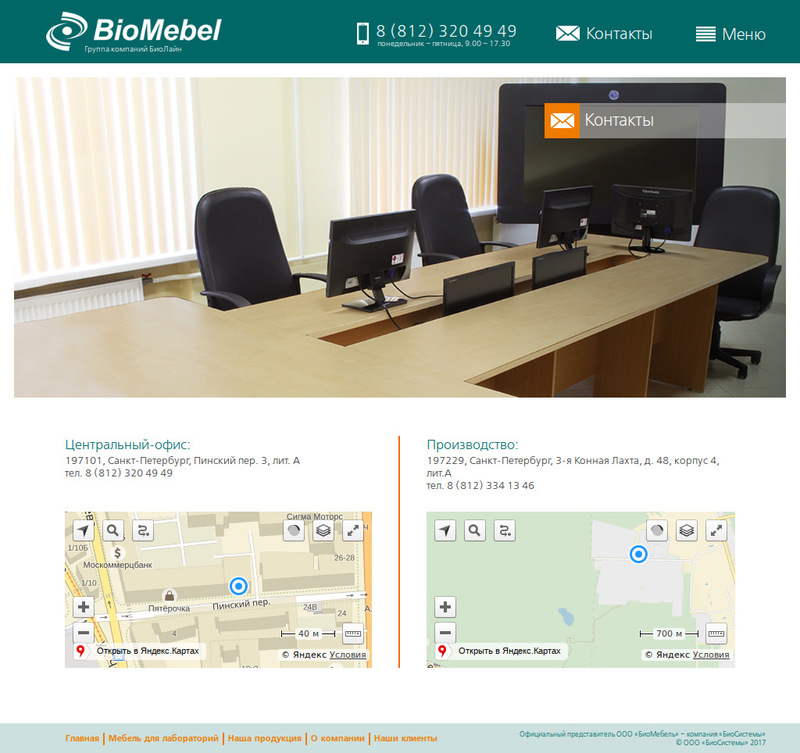 BioMebel
Группа компаний БиоЛайн
8 (812) 320 49 49
понедельник – пятница, 9.00 – 17.30
Контакты
Меню
Контакты
Центральный-офис:
197101, Санкт-Петербург, Пинский пер. 3, лит. А
тел. 8 (812) 320 49 49
Производство:
197229, Санкт-Петербург, 3-я Конная Лахта, д. 48, корпус 4,
лит.А
тел. 8 (812) 334 13 46
Сигма Моторс
1/10Б
26-28
Москоммерцбанк
1/10
Пятёрочка
Пинский пер.
24В
А.
4
34
40 м
Открыть в Яндекс.Картах
© Яндекс Условия
700 м
Открыть в Яндекс.Картах
© Яндекс Условия
Главная | Мебель для лабораторий | Наша продукция | О компании | Наши клиенты
Официальный представитель ООО «БиоМебель» – компания «БиоСистемы»
© ООО «БиоСистемы» 2017